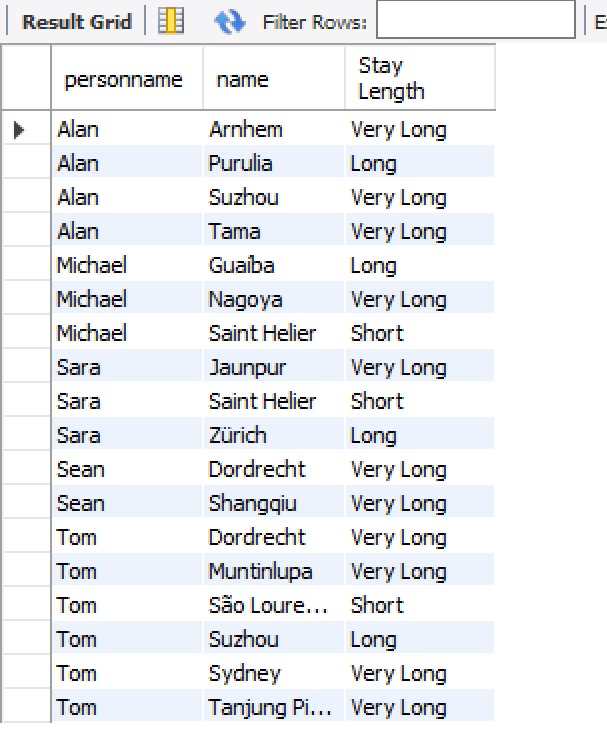 Result Grid Filter Rows: E
personname name Stay Length
Alan Arnhem Very Long
Alan Purulia Long
Alan Suzhou Very Long
Alan Tama Very Long
Michael Guaíba Long
Michael Nagoya Very Long
Michael Saint Helier Short
Sara Jaunpur Very Long
Sara Saint Helier Short
Sara Zürich Long
Sean Dordrecht Very Long
Sean Shangqiu Very Long
Tom Dordrecht Very Long
Tom Muntinlupa Very Long
Tom São Loure... Short
Tom Suzhou Long
Tom Sydney Very Long
Tom Tanjung Pi... Very Long